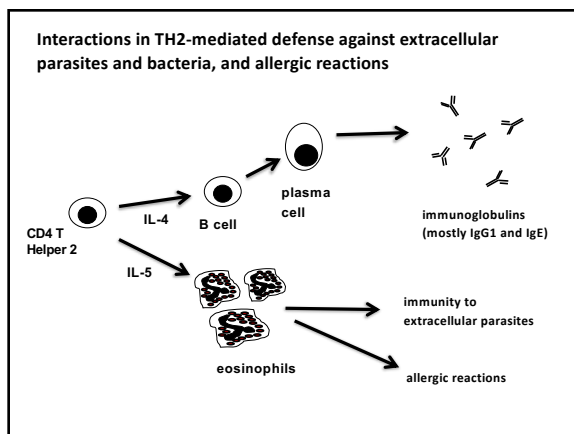 Interactions in TH2-mediated defense against extracellular
parasites and bacteria, and allergic reactions
CD4 T
Helper 2
IL-4
B cell
plasma
cell
immunoglobulins
(mostly IgG1 and IgE)
IL-5
eosinophils
immunity to
extracellular parasites
allergic reactions